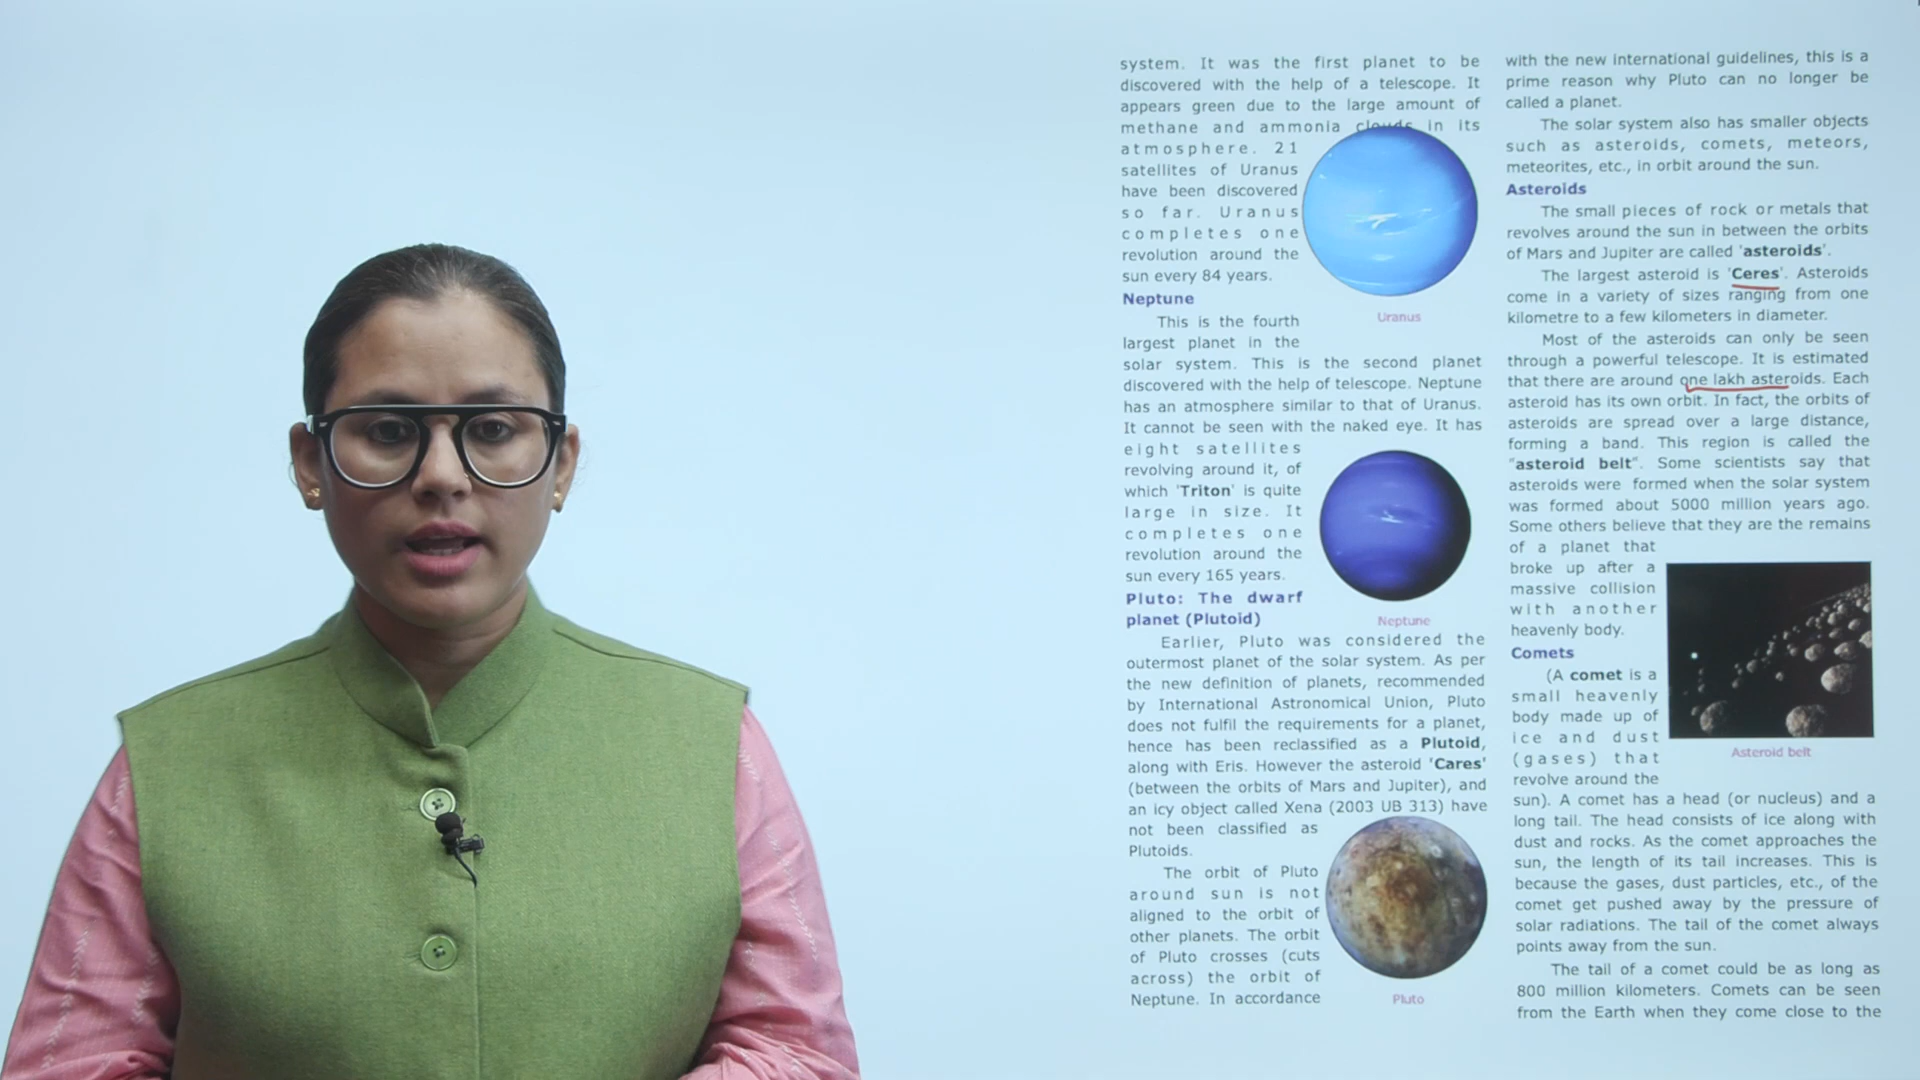 system. It was the first planet to be
discovered with the help of a telescope. It
appears green due to the large amount of
methane and ammonia clouds in its
atmosphere. 21
satellites of Uranus
have been discovered
so far. Uranus
completes one
revolution around the
sun every 84 years.
Uranus
Neptune
This is the fourth
largest planet in the
solar system. This is the second planet
discovered with the help of telescope. Neptune
has an atmosphere similar to that of Uranus.
It cannot be seen with the naked eye. It has
eight satellites
revolving around it, of
which 'Triton' is quite
large in size. It
completes one
revolution around the
sun every 165 years.
Neptune
Pluto: The dwarf
planet (Plutoid)
Earlier, Pluto was considered the
outermost planet of the solar system. As per
the new definition of planets, recommended
by International Astronomical Union, Pluto
does not fulfil the requirements for a planet,
hence has been reclassified as a Plutoid,
along with Eris. However the asteroid 'Cares'
(between the orbits of Mars and Jupiter), and
an icy object called Xena (2003 UB 313) have
not been classified as
Plutoids.
The orbit of Pluto
around sun is not
aligned to the orbit of
other planets. The orbit
of Pluto crosses (cuts
across) the orbit of
Neptune. In accordance
Pluto
with the new international guidelines, this is a
prime reason why Pluto can no longer be
called a planet.
The solar system also has smaller objects
such as asteroids, comets, meteors,
meteorites, etc., in orbit around the sun.
Asteroids
The small pieces of rock or metals that
revolves around the sun in between the orbits
of Mars and Jupiter are called 'asteroids'.
The largest asteroid is 'Ceres'. Asteroids
come in a variety of sizes ranging from one
kilometre to a few kilometers in diameter.
Most of the asteroids can only be seen
through a powerful telescope. It is estimated
that there are around one lakh asteroids. Each
asteroid has its own orbit. In fact, the orbits of
asteroids are spread over a large distance,
forming a band. This region is called the
"asteroid belt". Some scientists say that
asteroids were formed when the solar system
was formed about 5000 million years ago.
Some others believe that they are the remains
of a planet that
broke up after a
massive collision
with another
heavenly body.
Comets
(A comet is a
small heavenly
body made up of
ice and dust
(gases) that
revolve around the
Asteroid belt
sun). A comet has a head (or nucleus) and a
long tail. The head consists of ice along with
dust and rocks. As the comet approaches the
sun, the length of its tail increases. This is
because the gases, dust particles, etc., of the
comet get pushed away by the pressure of
solar radiations. The tail of the comet always
points away from the sun.
The tail of a comet could be as long as
800 million kilometers. Comets can be seen
from the Earth when they come close to the